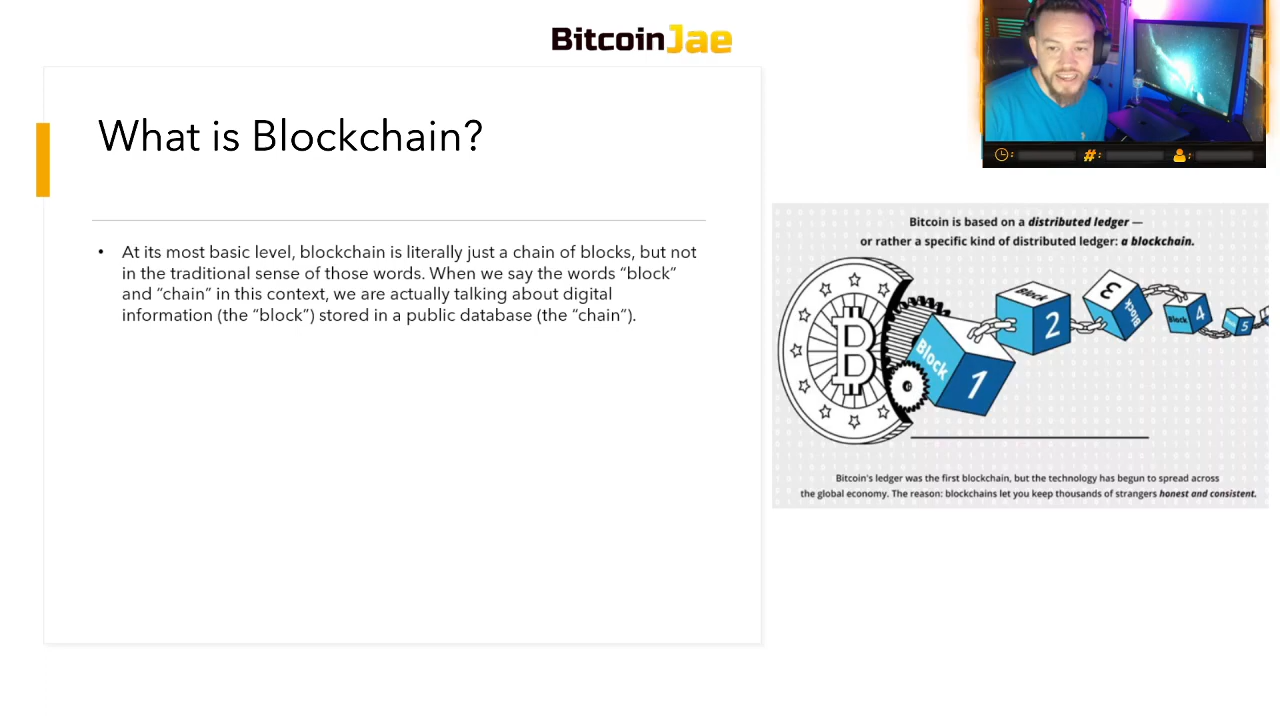 BitcoinJae
What is Blockchain?
• At its most basic level, blockchain is literally just a chain of blocks, but not
in the traditional sense of those words. When we say the words “block”
and “chain” in this context, we are actually talking about digital
information (the “block”) stored in a public database (the “chain”).
#:
Bitcoin is based on a distributed ledger —
or rather a specific kind of distributed ledger: a blockchain.
Block 1
Block 2
Block 3
Block 4
5
Bitcoin's ledger was the first blockchain, but the technology has begun to spread across
the global economy. The reason: blockchains let you keep thousands of strangers honest and consistent.